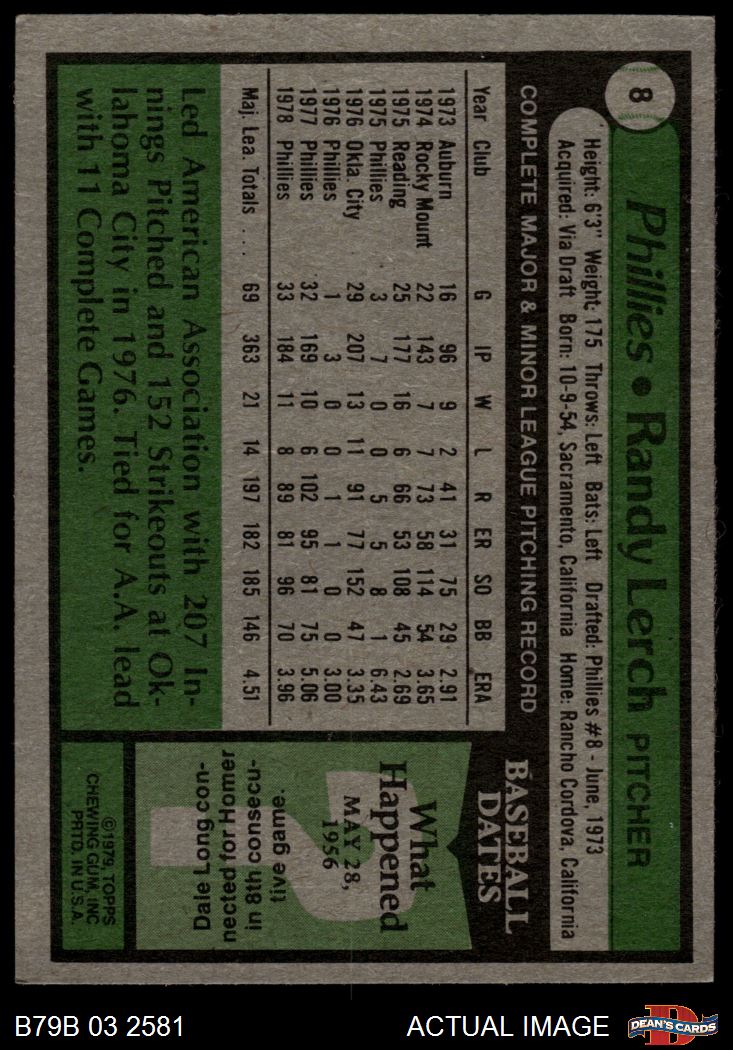 8
Phillies • Randy Lerch PITCHER
Height: 6'3" Weight: 175 Throws: Left Bats: Left Drafted: Phillies #8 - June, 1973
Acquired: Via Draft Born: 10-9-54, Sacramento, California Home: Rancho Cordova, California
COMPLETE MAJOR & MINOR LEAGUE PITCHING RECORD
Year Club G IP W L R ER SO BB ERA
1973 Auburn 16 96 9 2 41 31 75 29 2.91
1974 Rocky Mount 22 143 7 7 73 58 114 54 3.65
1975 Reading 25 177 16 6 66 53 108 45 2.69
1975 Phillies 3 7 0 0 5 5 8 1 6.43
1976 Okla. City 29 207 13 11 91 77 152 47 3.35
1976 Phillies 1 3 0 0 1 1 0 0 3.00
1977 Phillies 32 169 10 6 102 95 81 75 5.06
1978 Phillies 33 184 11 8 89 81 96 70 3.96
Maj. Lea. Totals . . . . 69 363 21 14 197 182 185 146 4.51
Led American Association with 207 In-
nings Pitched and 152 Strikeouts at Ok-
lahoma City in 1976. Tied for A.A. lead
with 11 Complete Games.
BASEBALL
DATES
What
Happened
MAY 28,
1956
?
Dale Long con-
nected for Homer
in 8th consecu-
tive game.
©1979, TOPPS
CHEWING GUM, INC
PRTD. IN U.S.A.
B79B 03 2581
ACTUAL IMAGE
D
DEAN'S CARDS